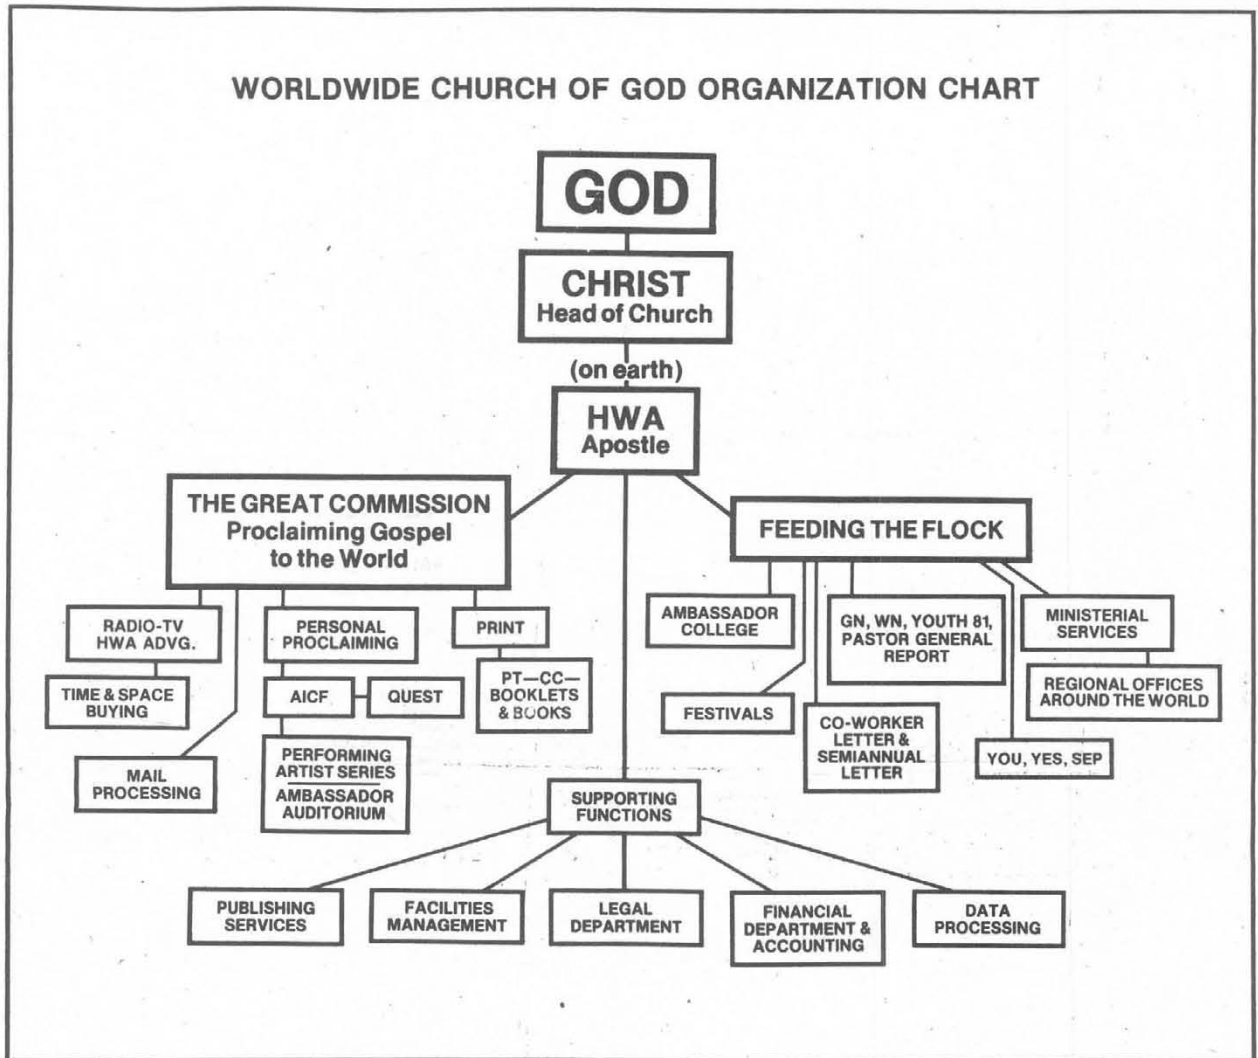 WORLDWIDE CHURCH OF GOD ORGANIZATION CHART
GOD
CHRIST
Head of Church
(on earth)
HWA
Apostle
THE GREAT COMMISSION
Proclaiming Gospel
to the World
FEEDING THE FLOCK
RADIO-TV
HWA ADVG.
TIME & SPACE
BUYING
MAIL
PROCESSING
PERSONAL
PROCLAIMING
AICF
QUEST
PERFORMING
ARTIST SERIES
AMBASSADOR
AUDITORIUM
PRINT
PT—CC—
BOOKLETS
& BOOKS
AMBASSADOR
COLLEGE
FESTIVALS
GN, WN, YOUTH 81,
PASTOR GENERAL
REPORT
CO-WORKER
LETTER &
SEMIANNUAL
LETTER
MINISTERIAL
SERVICES
REGIONAL OFFICES
AROUND THE WORLD
YOU, YES, SEP
SUPPORTING
FUNCTIONS
PUBLISHING
SERVICES
FACILITIES
MANAGEMENT
LEGAL
DEPARTMENT
FINANCIAL
DEPARTMENT &
ACCOUNTING
DATA
PROCESSING